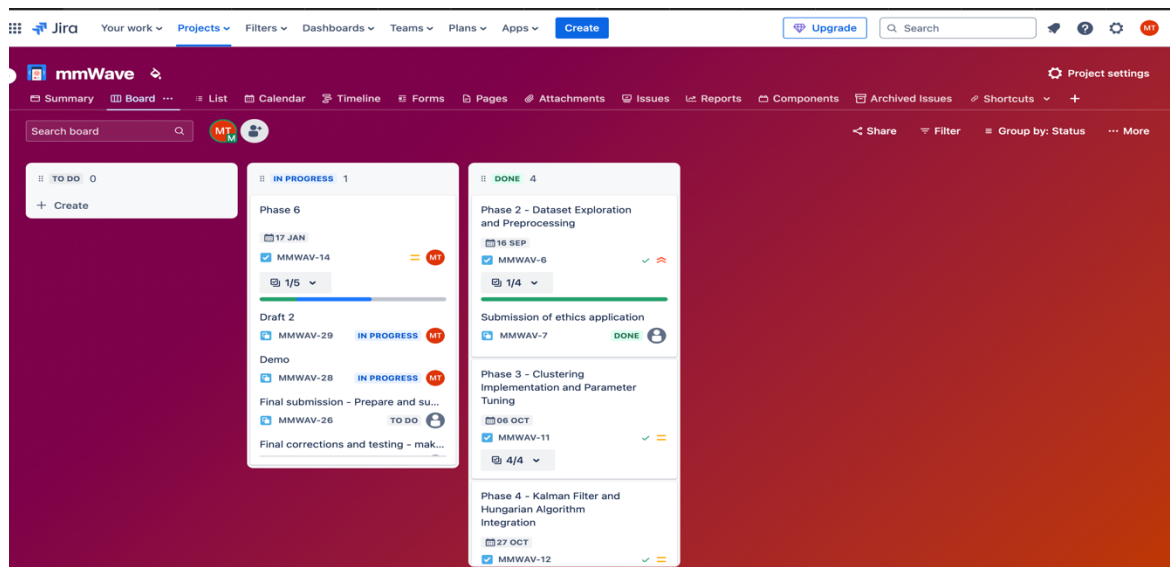 Jira Your work Projects Filters Dashboards Teams Plans Apps Create Upgrade Search MT
mmWave Project settings
Summary Board List Calendar Timeline Forms Pages Attachments Issues Reports Components Archived Issues Shortcuts
Search board MT M Share Filter Group by: Status More
TO DO 0
+ Create
IN PROGRESS 1
Phase 6
17 JAN
MMWAV-14 MT
1/5
Draft 2
MMWAV-29 IN PROGRESS MT
Demo
MMWAV-28 IN PROGRESS MT
Final submission - Prepare and su...
MMWAV-26 TO DO
Final corrections and testing - mak...
DONE 4
Phase 2 - Dataset Exploration
and Preprocessing
16 SEP
MMWAV-6
1/4
Submission of ethics application
MMWAV-7 DONE
Phase 3 - Clustering
Implementation and Parameter
Tuning
06 OCT
MMWAV-11
4/4
Phase 4 - Kalman Filter and
Hungarian Algorithm
Integration
27 OCT
MMWAV-12